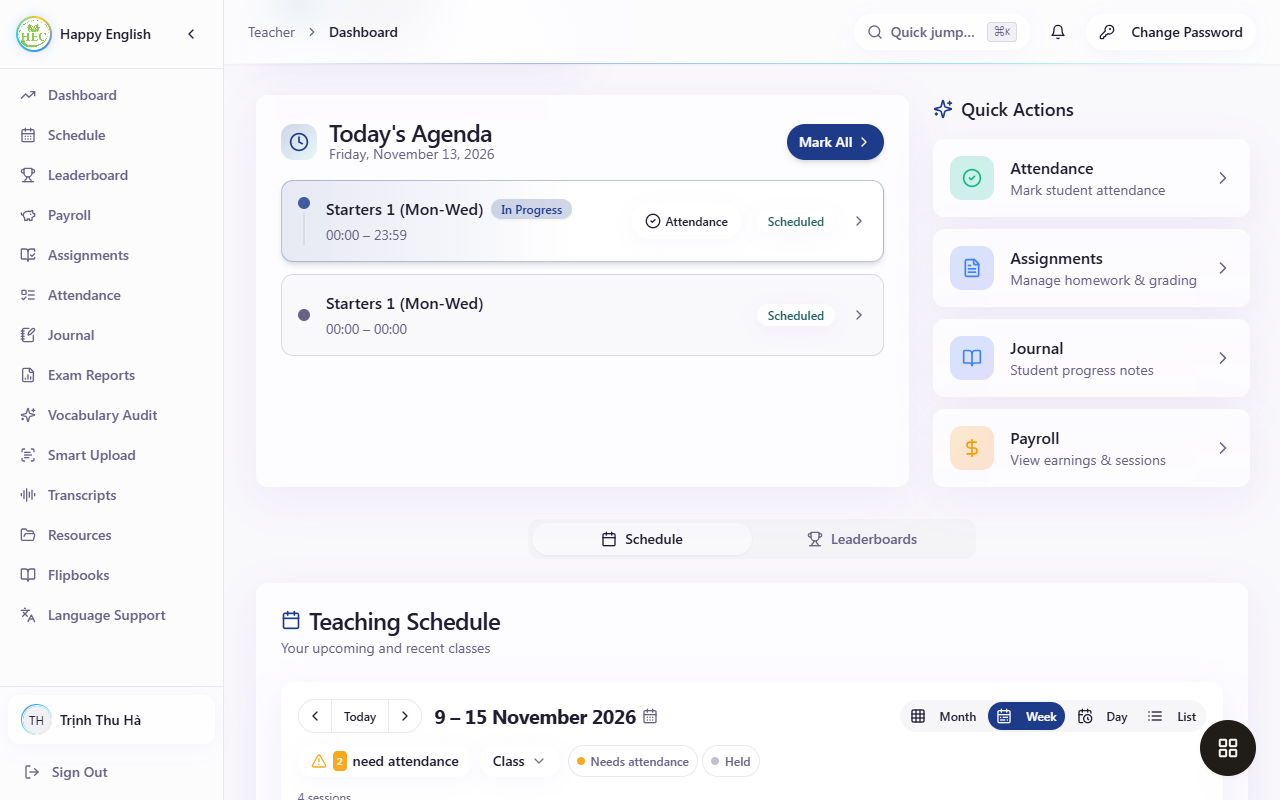 HEC
Happy English
Teacher
Dashboard
Quick jump...
⌘K
Change Password
Dashboard
Schedule
Leaderboard
Payroll
Assignments
Attendance
Journal
Exam Reports
Vocabulary Audit
Smart Upload
Transcripts
Resources
Flipbooks
Language Support
TH
Trịnh Thu Hà
Sign Out
Today's Agenda
Friday, November 13, 2026
Mark All
Starters 1 (Mon-Wed)
In Progress
00:00 – 23:59
Attendance
Scheduled
Starters 1 (Mon-Wed)
00:00 – 00:00
Scheduled
Quick Actions
Attendance
Mark student attendance
Assignments
Manage homework & grading
Journal
Student progress notes
Payroll
View earnings & sessions
Schedule
Leaderboards
Teaching Schedule
Your upcoming and recent classes
Today
9 – 15 November 2026
Month
Week
Day
List
2 need attendance
Class
Needs attendance
Held
4 sessions